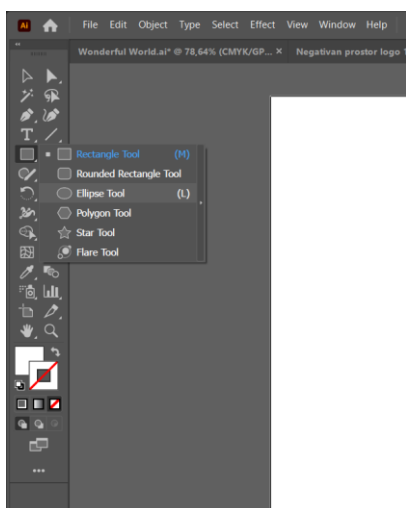 Ai File Edit Object Type Select Effect View Window Help
Wonderful World.ai* @ 78,64% (CMYK/GP... × Negativan prostor logo
Rectangle Tool (M)
Rounded Rectangle Tool
Ellipse Tool (L)
Polygon Tool
Star Tool
Flare Tool